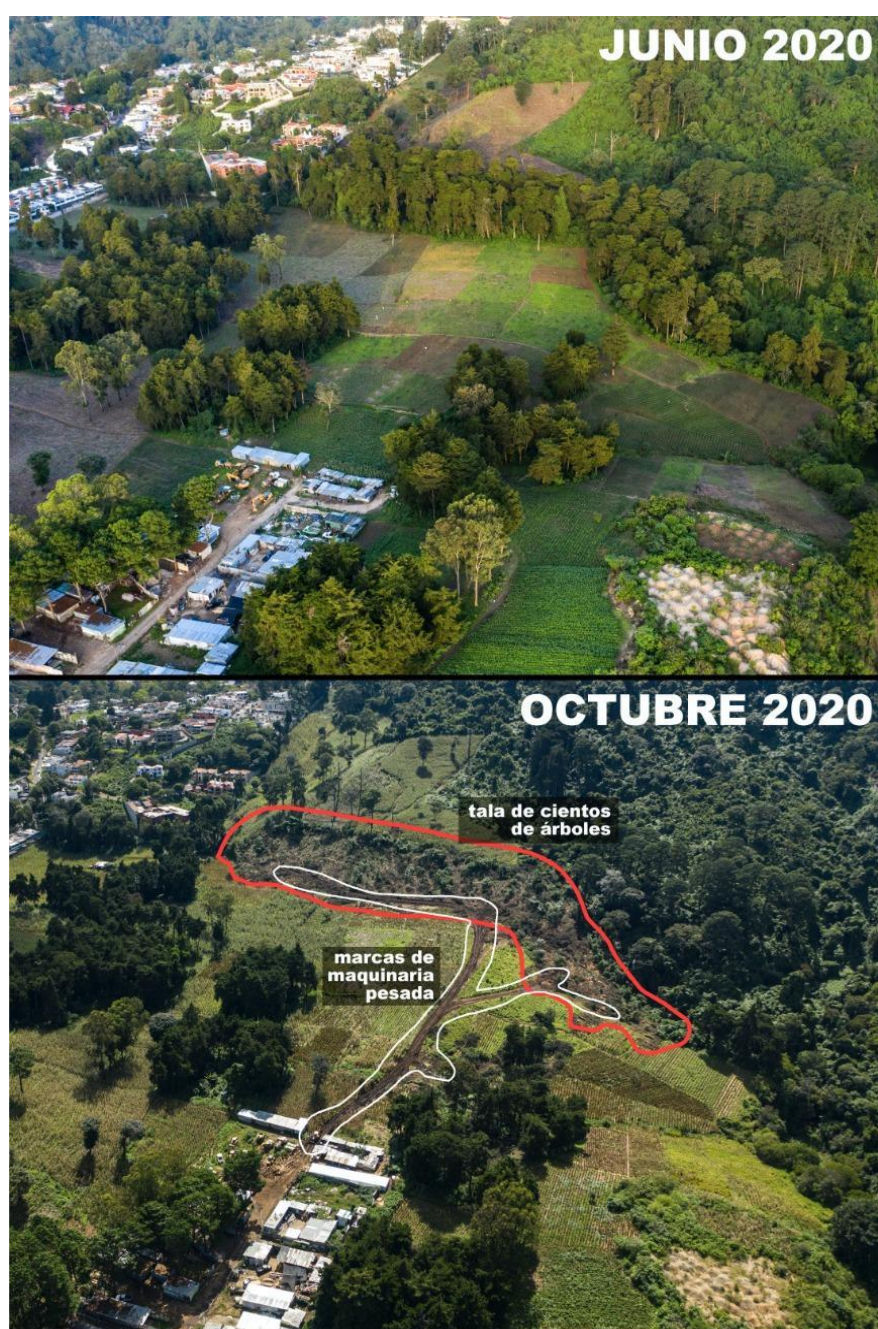 JUNIO 2020
OCTUBRE 2020
tala de cientos
de árboles
marcas de
maquinaria
pesada